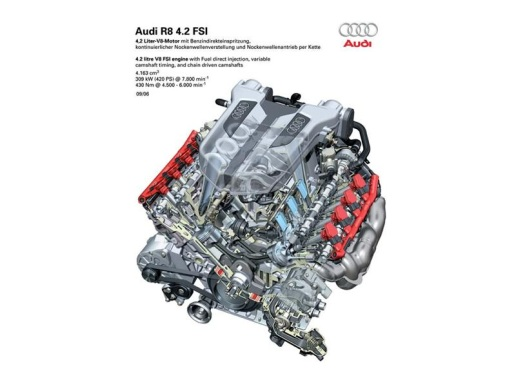 Audi R8 4.2 FSI
4,2 Liter-V8-Motor mit Benzindirekteinspritzung,
kontinuierlicher Nockenwellenverstellung und Nockenwellenantrieb per Kette
4.2 litre V8 FSI engine with Fuel direct injection, variable
camshaft timing, and chain driven camshafts
4.163 cm³
309 kW (420 PS) @ 7.800 min⁻¹
430 Nm @ 4.500 - 6.000 min⁻¹
09/06
Audi